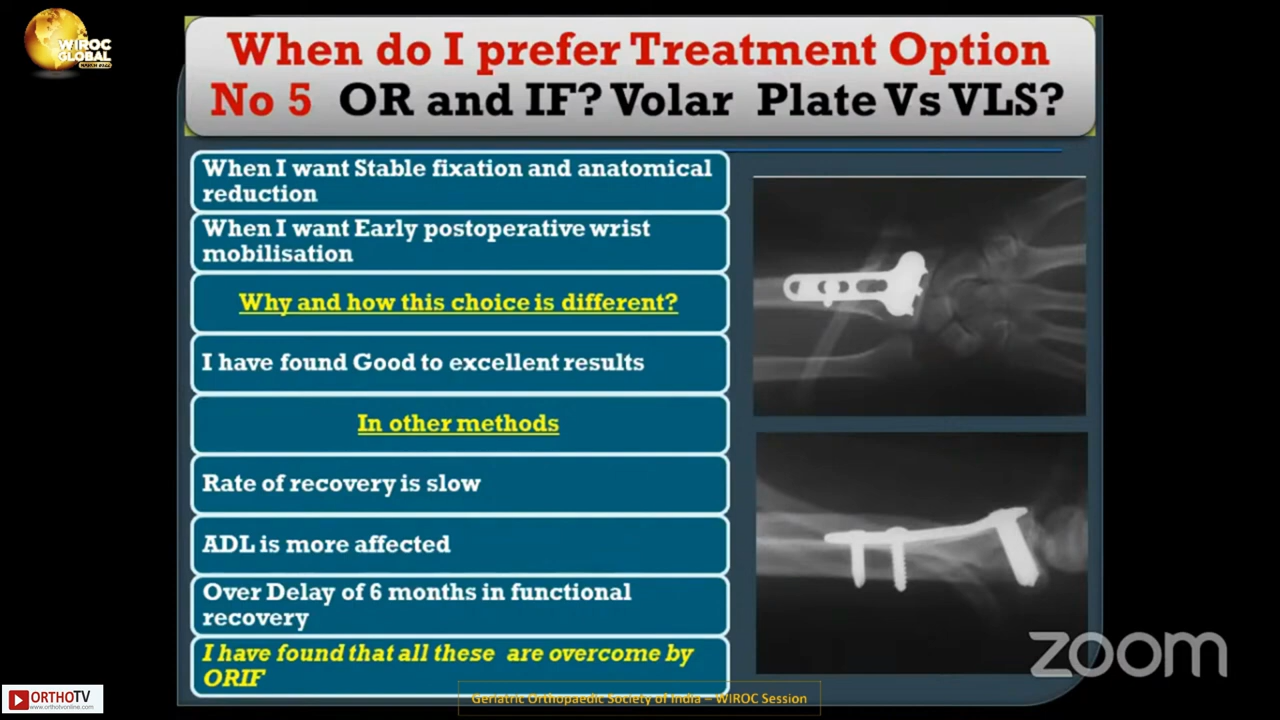 WIROC
GLOBAL
When do I prefer Treatment Option
No 5 OR and IF? Volar Plate Vs VLS?
When I want Stable fixation and anatomical
reduction
When I want Early postoperative wrist
mobilisation
Why and how this choice is different?
I have found Good to excellent results
In other methods
Rate of recovery is slow
ADL is more affected
Over Delay of 6 months in functional
recovery
I have found that all these are overcome by
ORIF
zoom
ORTHOTV
www.orthotvonline.com
Geriatric Orthopaedic Society of India – WIROC Session